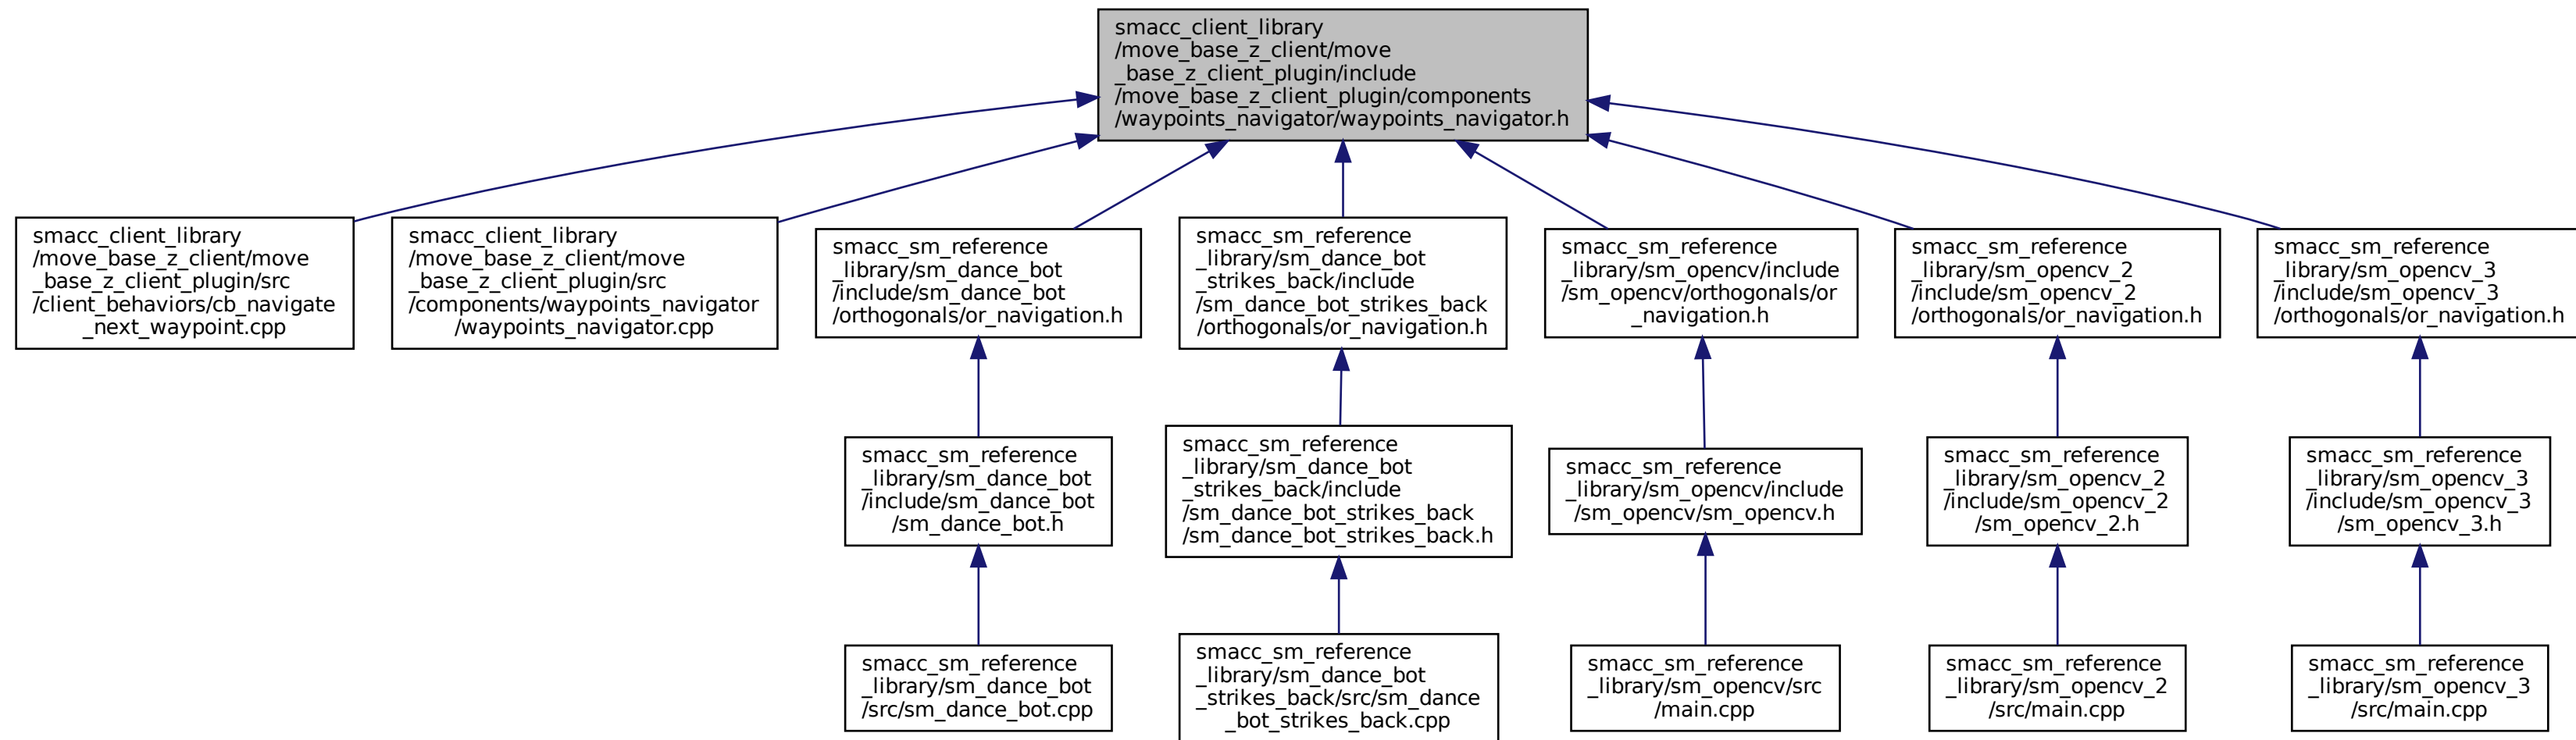 smacc_client_library
/move_base_z_client/move
_base_z_client_plugin/include
/move_base_z_client_plugin/components
/waypoints_navigator/waypoints_navigator.h
smacc_client_library
/move_base_z_client/move
_base_z_client_plugin/src
/client_behaviors/cb_navigate
_next_waypoint.cpp
smacc_client_library
/move_base_z_client/move
_base_z_client_plugin/src
/components/waypoints_navigator
/waypoints_navigator.cpp
smacc_sm_reference
_library/sm_dance_bot
/include/sm_dance_bot
/orthogonals/or_navigation.h
smacc_sm_reference
_library/sm_dance_bot
_strikes_back/include
/sm_dance_bot_strikes_back
/orthogonals/or_navigation.h
smacc_sm_reference
_library/sm_opencv/include
/sm_opencv/orthogonals/or
_navigation.h
smacc_sm_reference
_library/sm_opencv_2
/include/sm_opencv_2
/orthogonals/or_navigation.h
smacc_sm_reference
_library/sm_opencv_3
/include/sm_opencv_3
/orthogonals/or_navigation.h
smacc_sm_reference
_library/sm_dance_bot
/include/sm_dance_bot
/sm_dance_bot.h
smacc_sm_reference
_library/sm_dance_bot
_strikes_back/include
/sm_dance_bot_strikes_back
/sm_dance_bot_strikes_back.h
smacc_sm_reference
_library/sm_opencv/include
/sm_opencv/sm_opencv.h
smacc_sm_reference
_library/sm_opencv_2
/include/sm_opencv_2
/sm_opencv_2.h
smacc_sm_reference
_library/sm_opencv_3
/include/sm_opencv_3
/sm_opencv_3.h
smacc_sm_reference
_library/sm_dance_bot
/src/sm_dance_bot.cpp
smacc_sm_reference
_library/sm_dance_bot
_strikes_back/src/sm_dance
_bot_strikes_back.cpp
smacc_sm_reference
_library/sm_opencv/src
/main.cpp
smacc_sm_reference
_library/sm_opencv_2
/src/main.cpp
smacc_sm_reference
_library/sm_opencv_3
/src/main.cpp